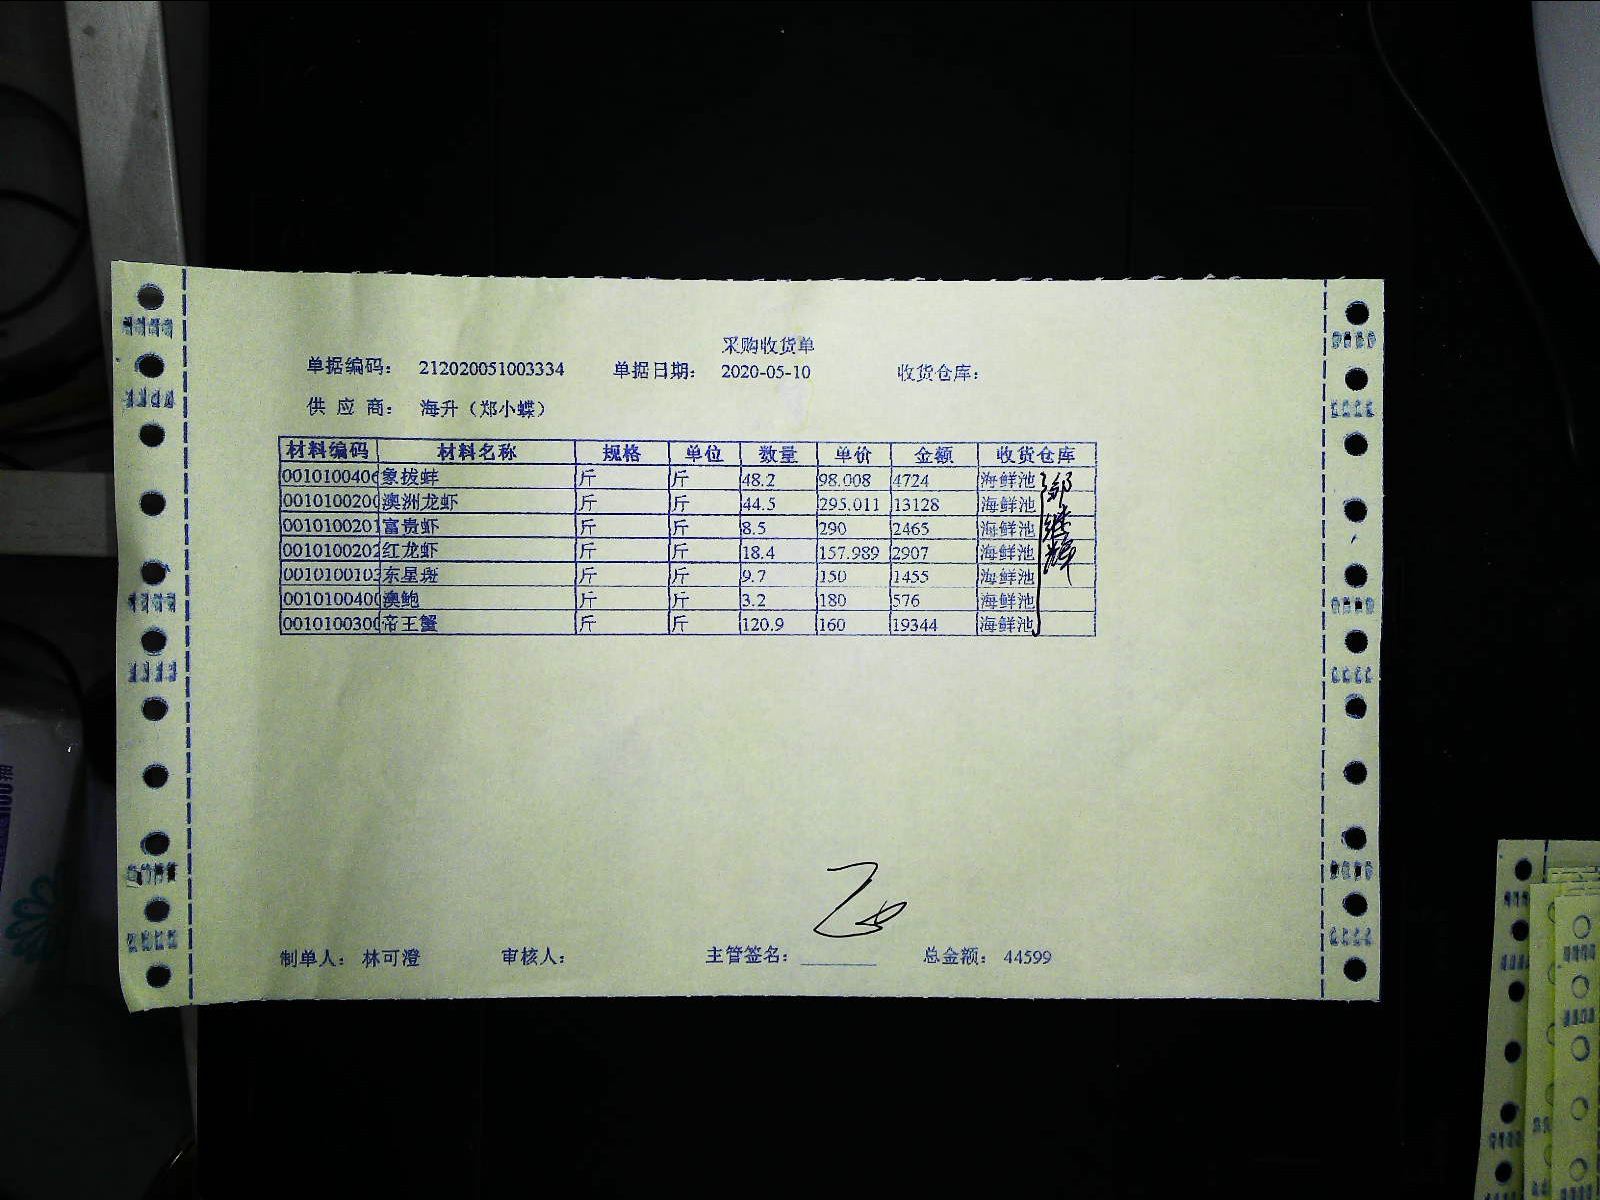 采购收货单
单据编码： 212020051003334 单据日期： 2020-05-10 收货仓库：
供 应 商： 海升（郑小蝶）
材料编码 材料名称 规格 单位 数量 单价 金额 收货仓库
001010040 象拔蚌 斤 斤 48.2 98.008 4724 海鲜池
001010020 澳洲龙虾 斤 斤 44.5 295.011 13128 海鲜池
001010020 富贵虾 斤 斤 8.5 290 2465 海鲜池
001010020 红龙虾 斤 斤 18.4 157.989 2907 海鲜池
001010010 东星斑 斤 斤 9.7 150 1455 海鲜池
001010040 澳鲍 斤 斤 3.2 180 576 海鲜池
001010030 帝王蟹 斤 斤 120.9 160 19344 海鲜池
制单人： 林可澄 审核人： 主管签名： 总金额： 44599